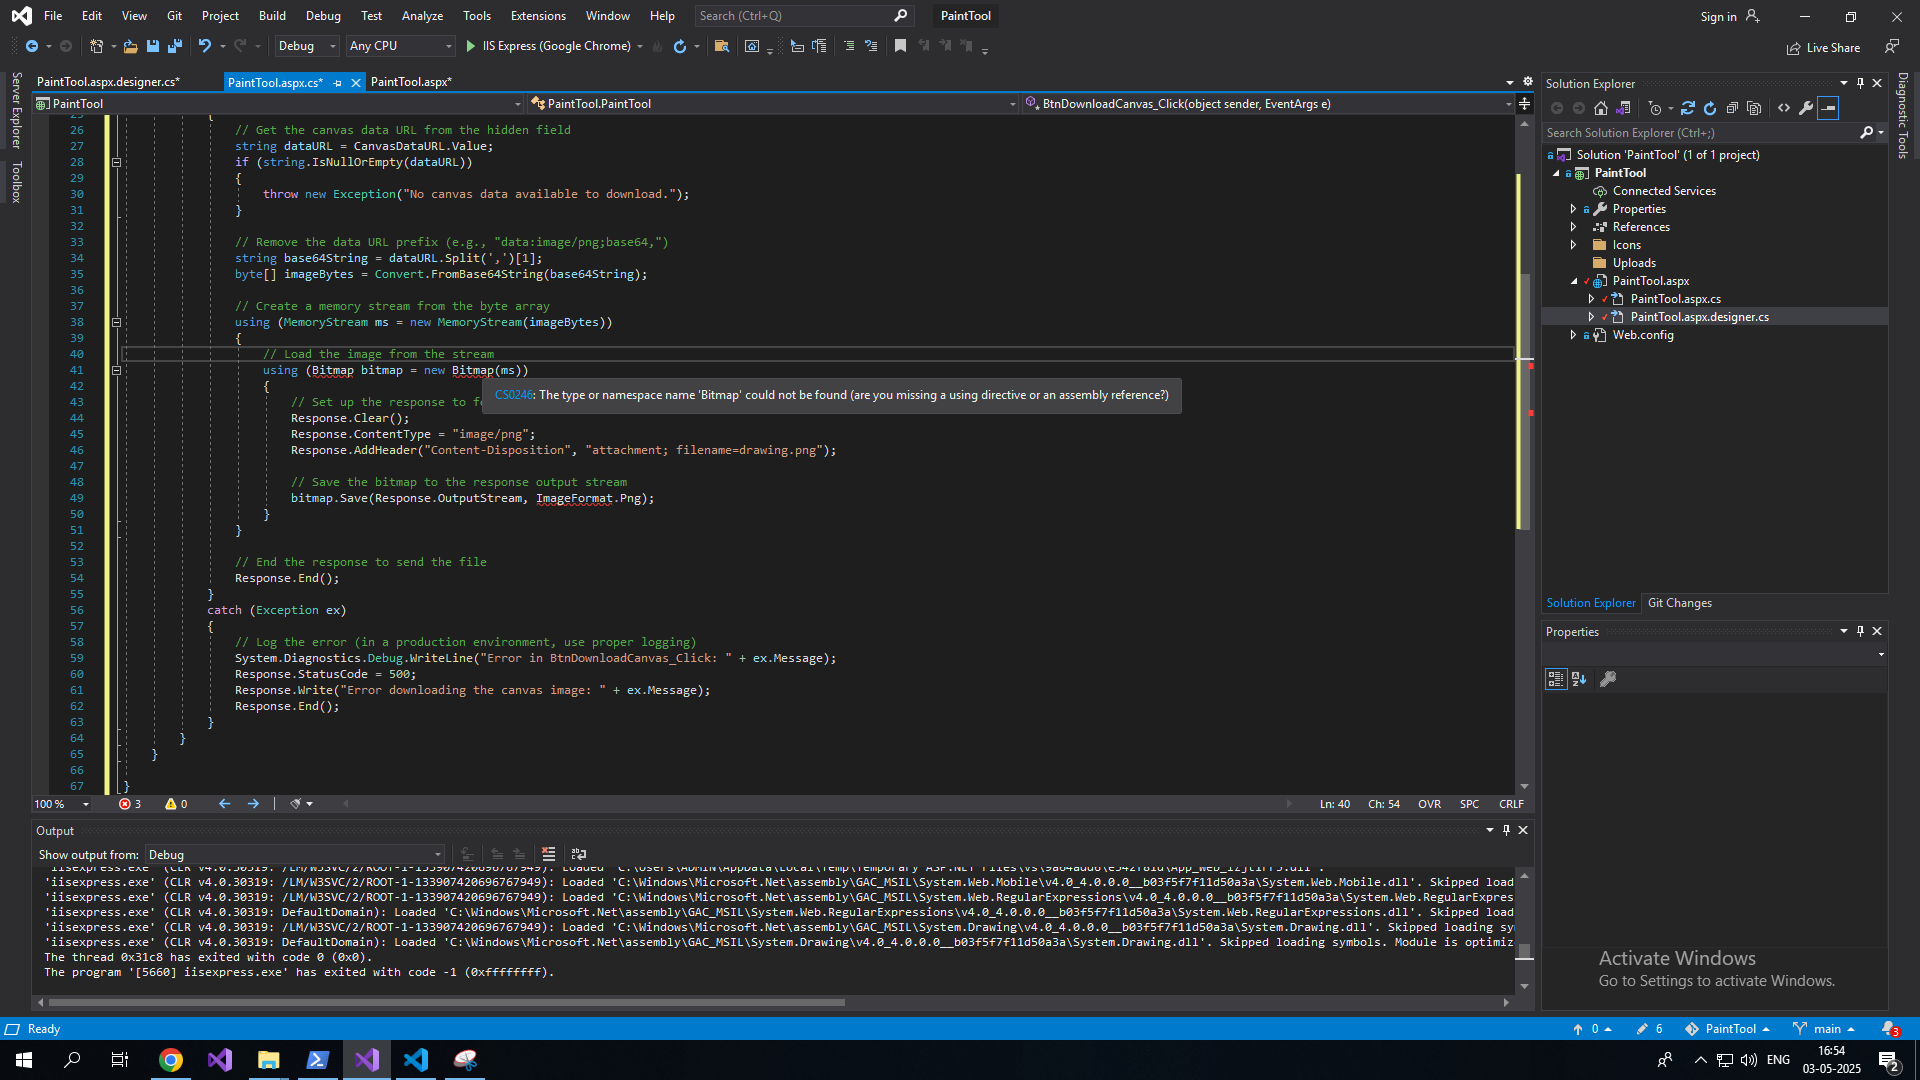 File Edit View Git Project Build Debug Test Analyze Tools Extensions Window Help Search (Ctrl+Q) PaintTool Sign in
Debug Any CPU IIS Express (Google Chrome) Live Share
Server Explorer
Toolbox
PaintTool.aspx.designer.cs* PaintTool.aspx.cs* PaintTool.aspx*
PaintTool PaintTool.PaintTool BtnDownloadCanvas_Click(object sender, EventArgs e)
25 {
26 // Get the canvas data URL from the hidden field
27 string dataURL = CanvasDataURL.Value;
28 if (string.IsNullOrEmpty(dataURL))
29 {
30 throw new Exception("No canvas data available to download.");
31 }
32
33 // Remove the data URL prefix (e.g., "data:image/png;base64,")
34 string base64String = dataURL.Split(',')[1];
35 byte[] imageBytes = Convert.FromBase64String(base64String);
36
37 // Create a memory stream from the byte array
38 using (MemoryStream ms = new MemoryStream(imageBytes))
39 {
40 // Load the image from the stream
41 using (Bitmap bitmap = new Bitmap(ms))
42 {
CS0246: The type or namespace name 'Bitmap' could not be found (are you missing a using directive or an assembly reference?)
43 // Set up the response to f
44 Response.Clear();
45 Response.ContentType = "image/png";
46 Response.AddHeader("Content-Disposition", "attachment; filename=drawing.png");
47
48 // Save the bitmap to the response output stream
49 bitmap.Save(Response.OutputStream, ImageFormat.Png);
50 }
51 }
52
53 // End the response to send the file
54 Response.End();
55 }
56 catch (Exception ex)
57 {
58 // Log the error (in a production environment, use proper logging)
59 System.Diagnostics.Debug.WriteLine("Error in BtnDownloadCanvas_Click: " + ex.Message);
60 Response.StatusCode = 500;
61 Response.Write("Error downloading the canvas image: " + ex.Message);
62 Response.End();
63 }
64 }
65 }
66
67 }
100 % 3 0 Ln: 40 Ch: 54 OVR SPC CRLF
Output
Show output from: Debug
'iisexpress.exe' (CLR v4.0.30319: /LM/W3SVC/2/ROOT-1-133907420696767949): Loaded 'C:\Windows\Microsoft.Net\assembly\GAC_MSIL\System.Web.Mobile\v4.0_4.0.0.0__b03f5f7f11d50a3a\System.Web.Mobile.dll'. Skipped load
'iisexpress.exe' (CLR v4.0.30319: /LM/W3SVC/2/ROOT-1-133907420696767949): Loaded 'C:\Windows\Microsoft.Net\assembly\GAC_MSIL\System.Web.RegularExpressions\v4.0_4.0.0.0__b03f5f7f11d50a3a\System.Web.RegularExpres
'iisexpress.exe' (CLR v4.0.30319: DefaultDomain): Loaded 'C:\Windows\Microsoft.Net\assembly\GAC_MSIL\System.Web.RegularExpressions\v4.0_4.0.0.0__b03f5f7f11d50a3a\System.Web.RegularExpressions.dll'. Skipped load
'iisexpress.exe' (CLR v4.0.30319: /LM/W3SVC/2/ROOT-1-133907420696767949): Loaded 'C:\Windows\Microsoft.Net\assembly\GAC_MSIL\System.Drawing\v4.0_4.0.0.0__b03f5f7f11d50a3a\System.Drawing.dll'. Skipped loading sy
'iisexpress.exe' (CLR v4.0.30319: DefaultDomain): Loaded 'C:\Windows\Microsoft.Net\assembly\GAC_MSIL\System.Drawing\v4.0_4.0.0.0__b03f5f7f11d50a3a\System.Drawing.dll'. Skipped loading symbols. Module is optimiz
The thread 0x31c8 has exited with code 0 (0x0).
The program '[5660] iisexpress.exe' has exited with code -1 (0xffffffff).
Solution Explorer
Search Solution Explorer (Ctrl+;)
Solution 'PaintTool' (1 of 1 project)
PaintTool
Connected Services
Properties
References
Icons
Uploads
PaintTool.aspx
PaintTool.aspx.cs
PaintTool.aspx.designer.cs
Web.config
Solution Explorer Git Changes
Properties
Activate Windows
Go to Settings to activate Windows.
Diagnostic Tools
Ready 0 6 PaintTool main 3
ENG 16:54
03-05-2025 2